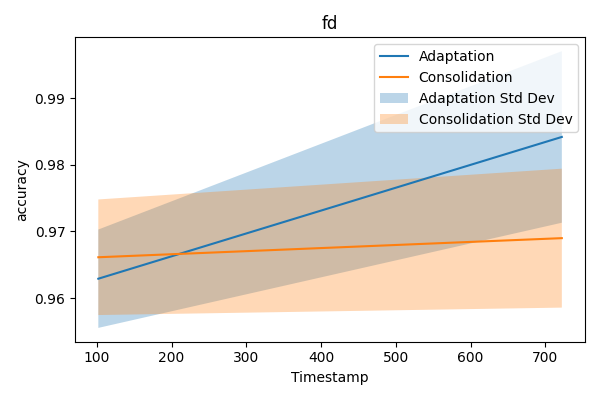 fd
Adaptation
Consolidation
Adaptation Std Dev
Consolidation Std Dev
accuracy
0.99
0.98
0.97
0.96
100 200 300 400 500 600 700
Timestamp